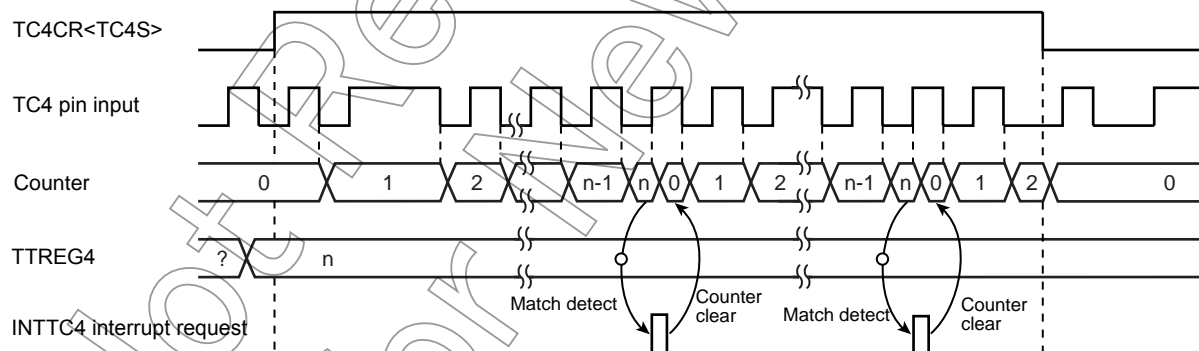 TC4CR<TC4S>
TC4 pin input
Counter 0 1 2 n-1 n 0 1 2 n-1 n 0 1 2 0
TTREG4 ? n
Match detect Counter clear Match detect Counter clear
INTTC4 interrupt request